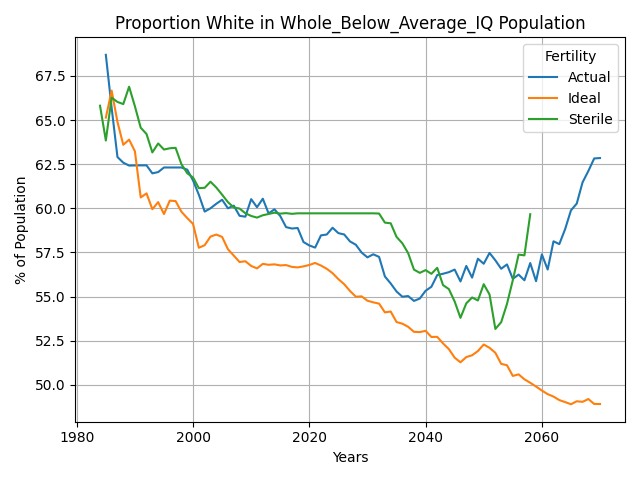 Proportion White in Whole_Below_Average_IQ Population
Fertility
Actual
Ideal
Sterile
% of Population
67.5
65.0
62.5
60.0
57.5
55.0
52.5
50.0
1980
2000
2020
2040
2060
Years